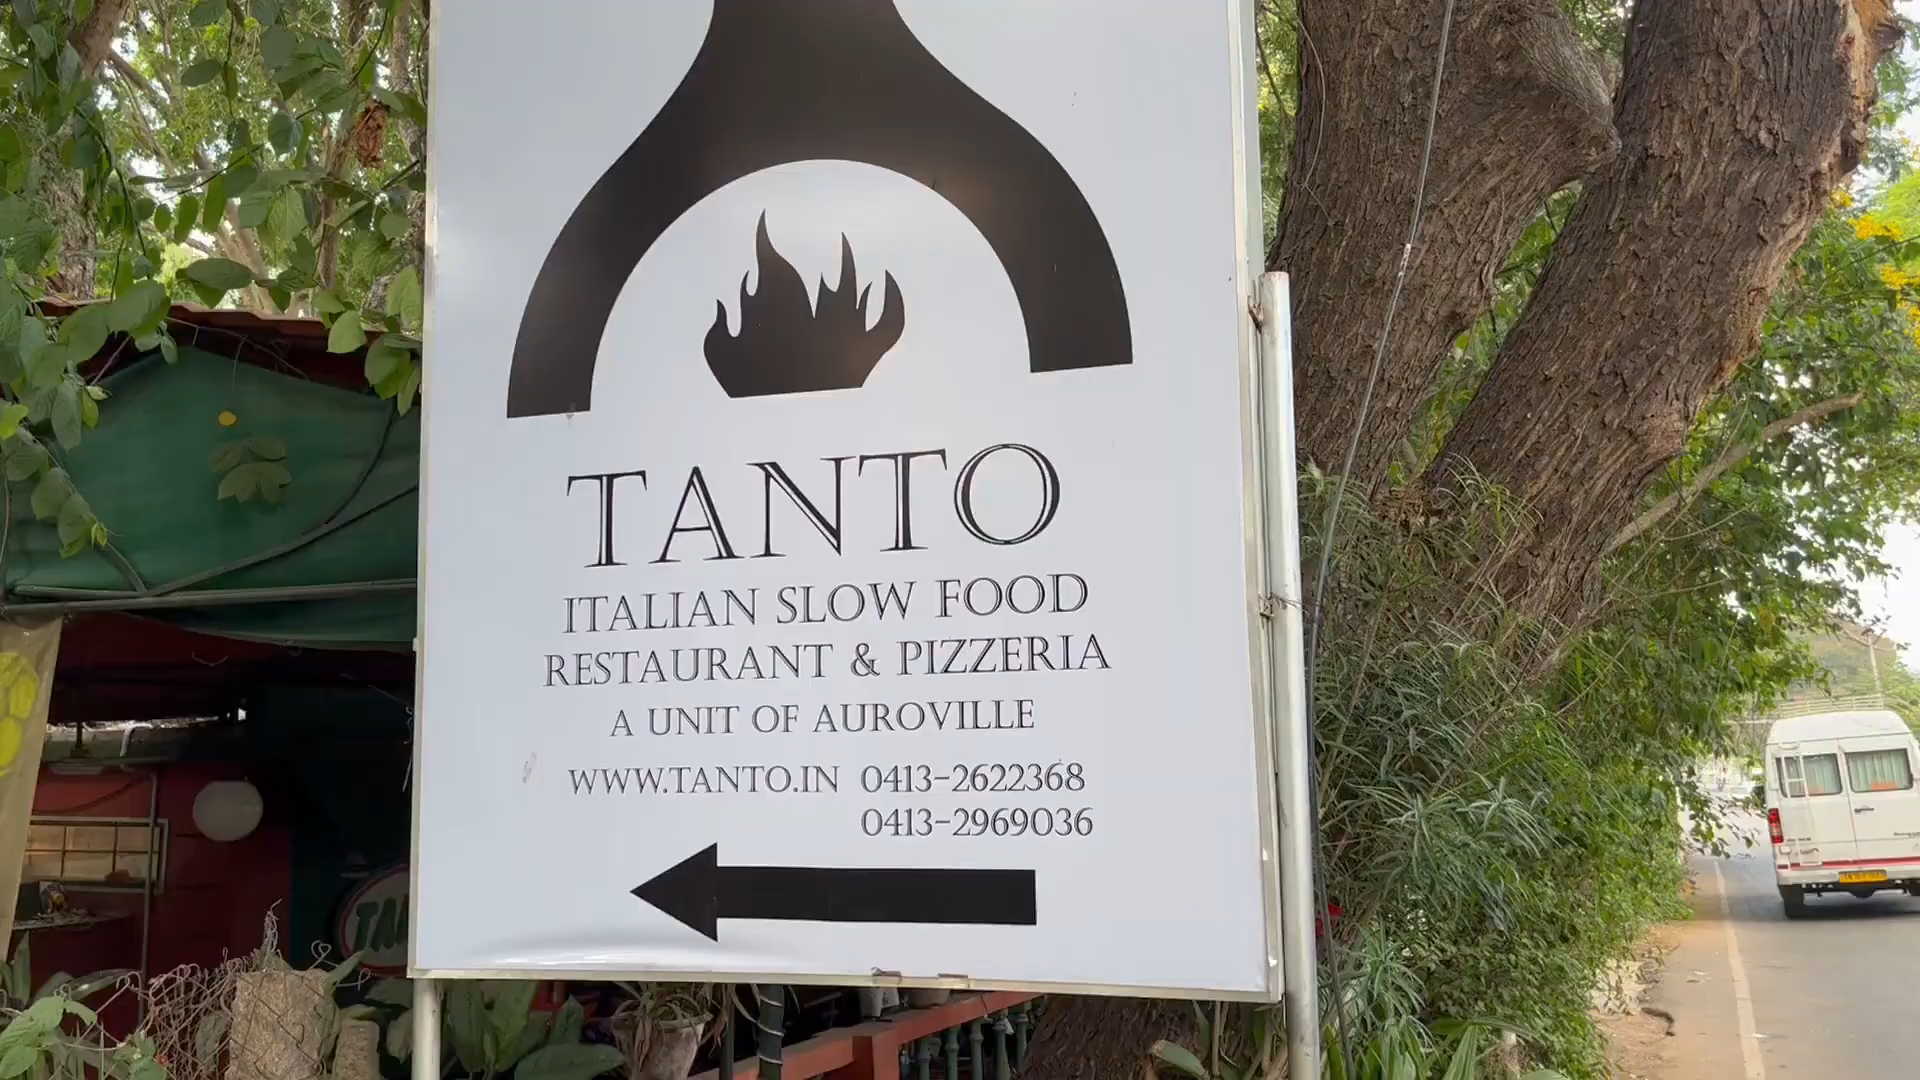 TANTO
ITALIAN SLOW FOOD
RESTAURANT & PIZZERIA
A UNIT OF AUROVILLE
WWW.TANTO.IN 0413-2622368
0413-2969036